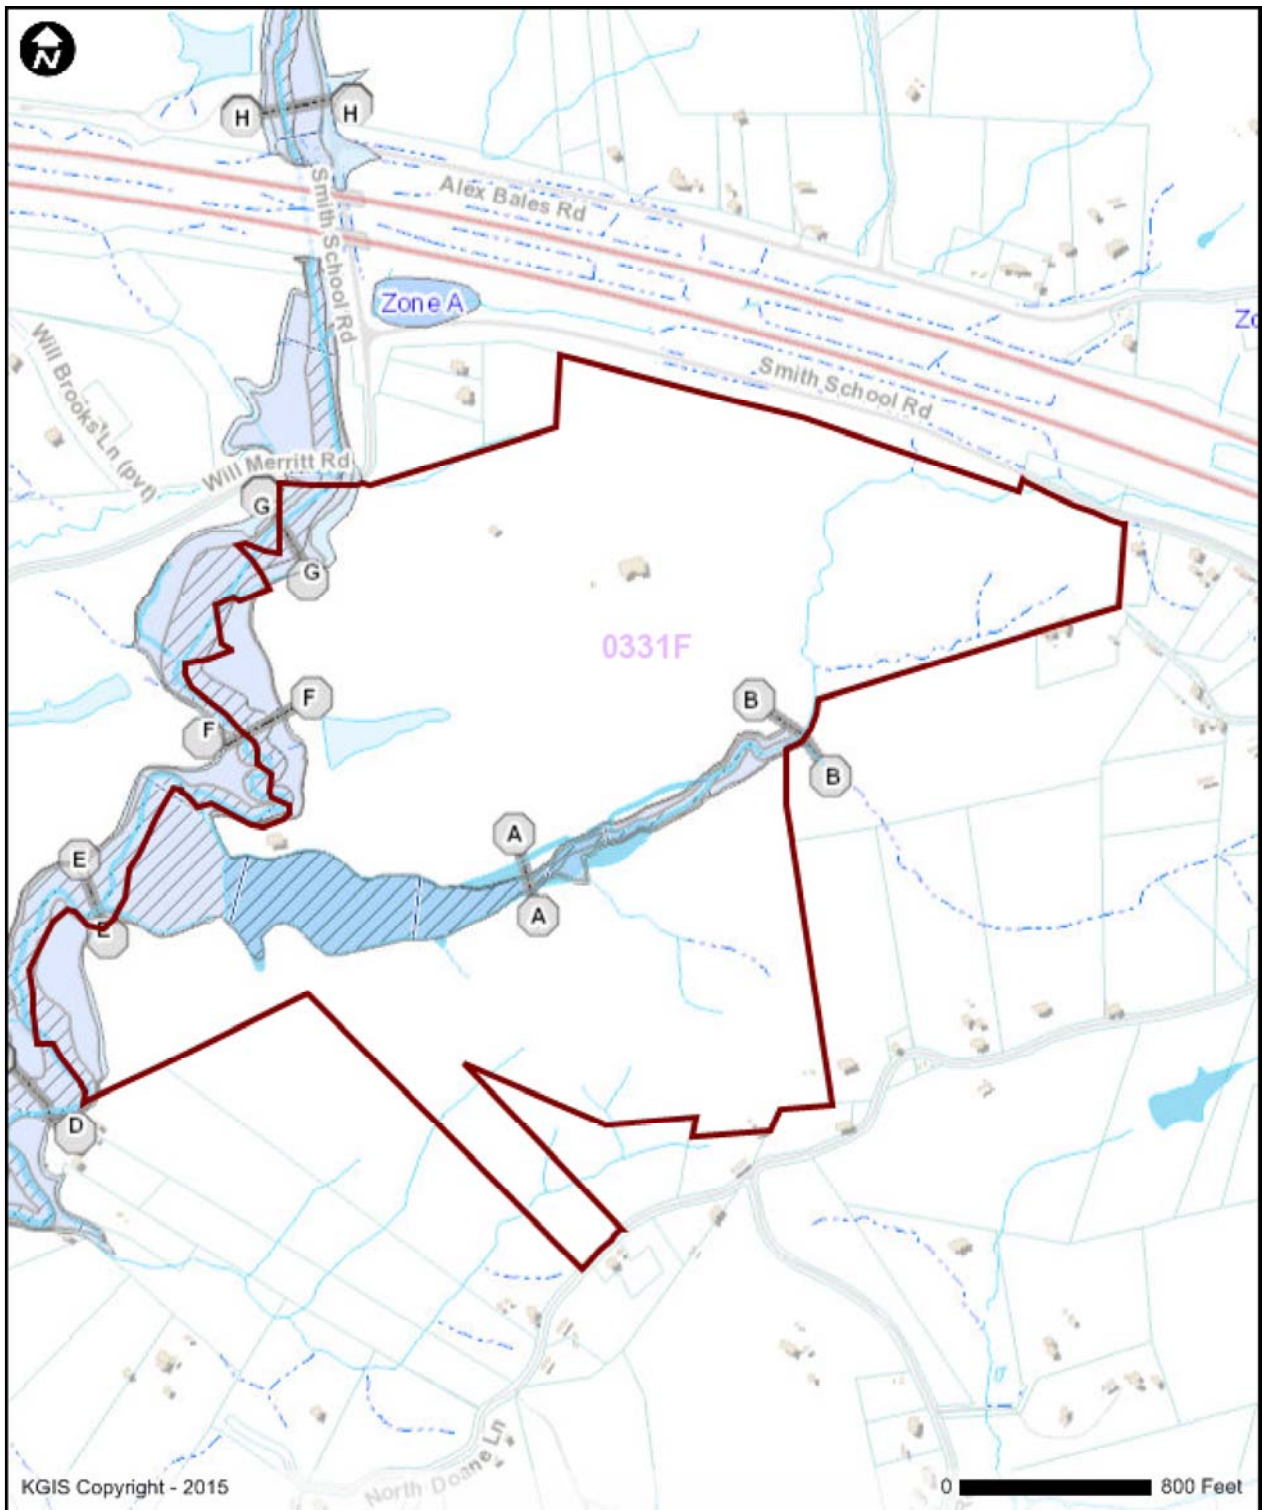 N
H
H
Alex Bales Rd
Smith School Rd
Zone A
Zo
Will Brooks Ln (pvt)
Smith School Rd
Will Merritt Rd
G
G
0331F
B
F
F
B
A
E
A
E
D
North Doane Ln
KGIS Copyright - 2015
0 800 Feet